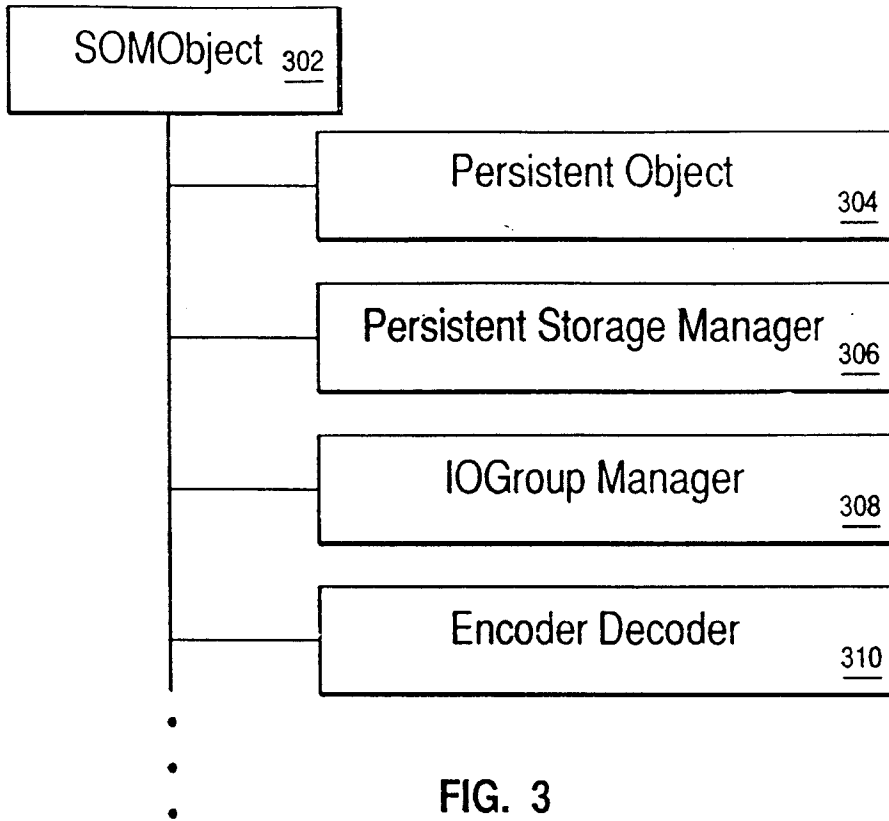 SOMObject 302
Persistent Object
304
Persistent Storage Manager
306
IOGroup Manager
308
Encoder Decoder
310
FIG. 3